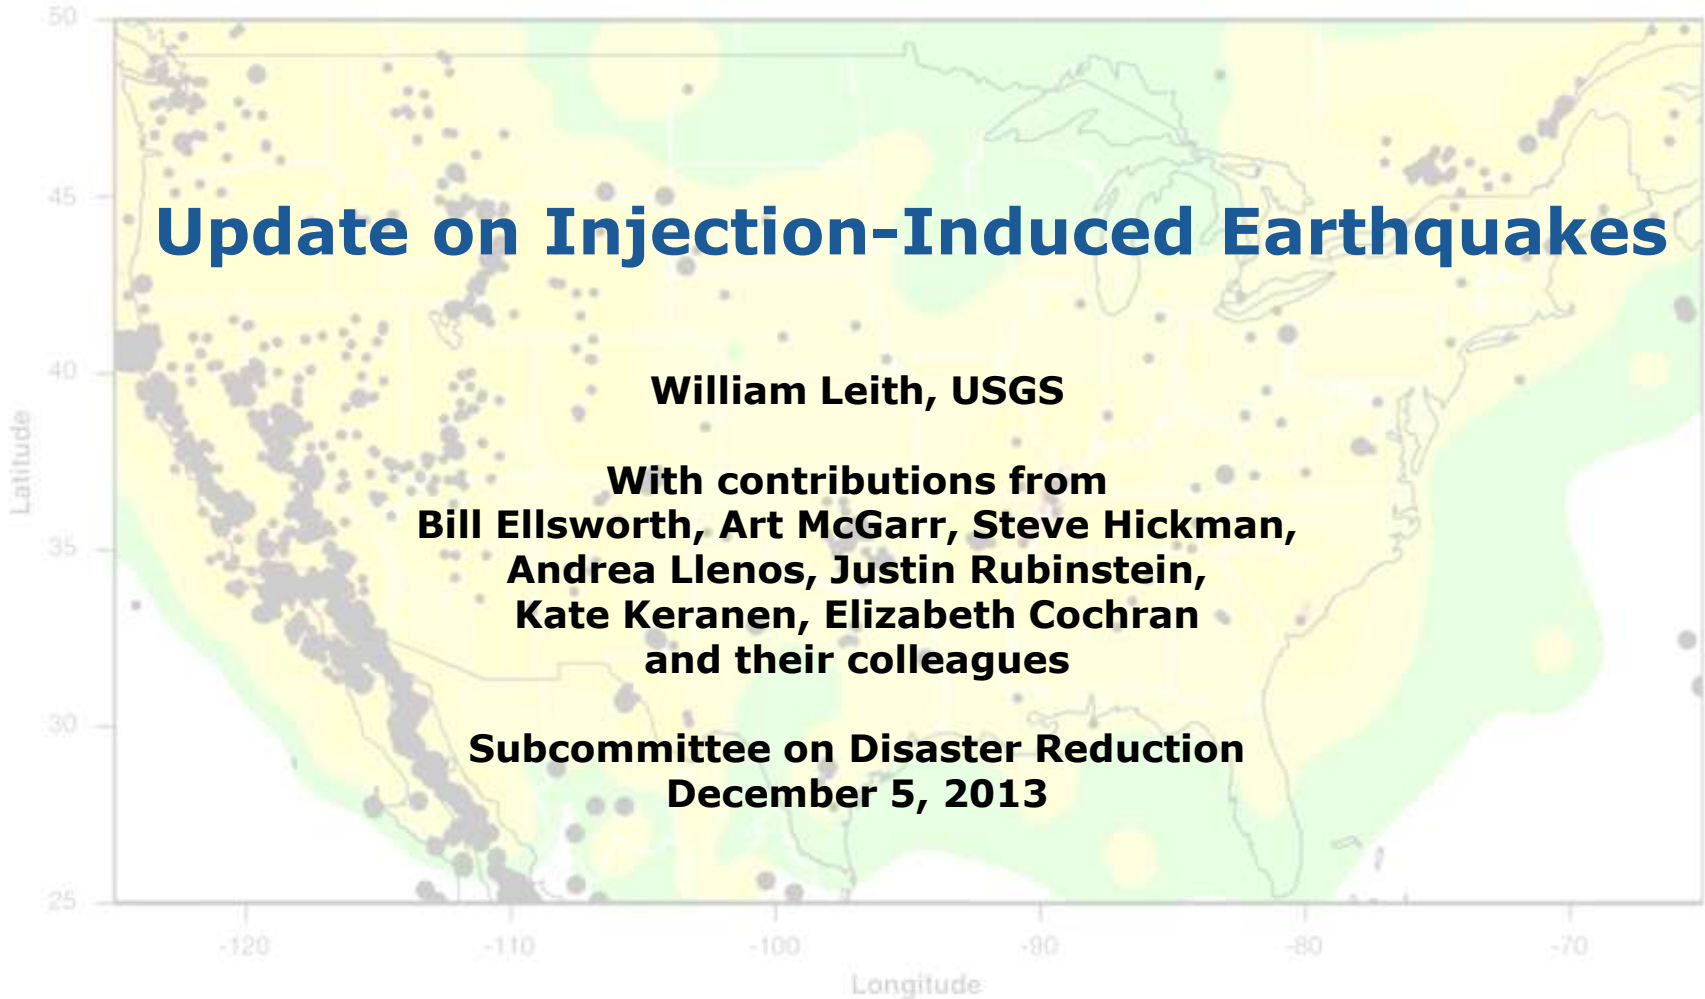 50
45
Update on Injection-Induced Earthquakes
40
William Leith, USGS
Latitude
With contributions from
Bill Ellsworth, Art McGarr, Steve Hickman,
35
Andrea Llenos, Justin Rubinstein,
Kate Keranen, Elizabeth Cochran
and their colleagues
30
Subcommittee on Disaster Reduction
December 5, 2013
25
-120 -110 -100 -90 -80 -70
Longitude